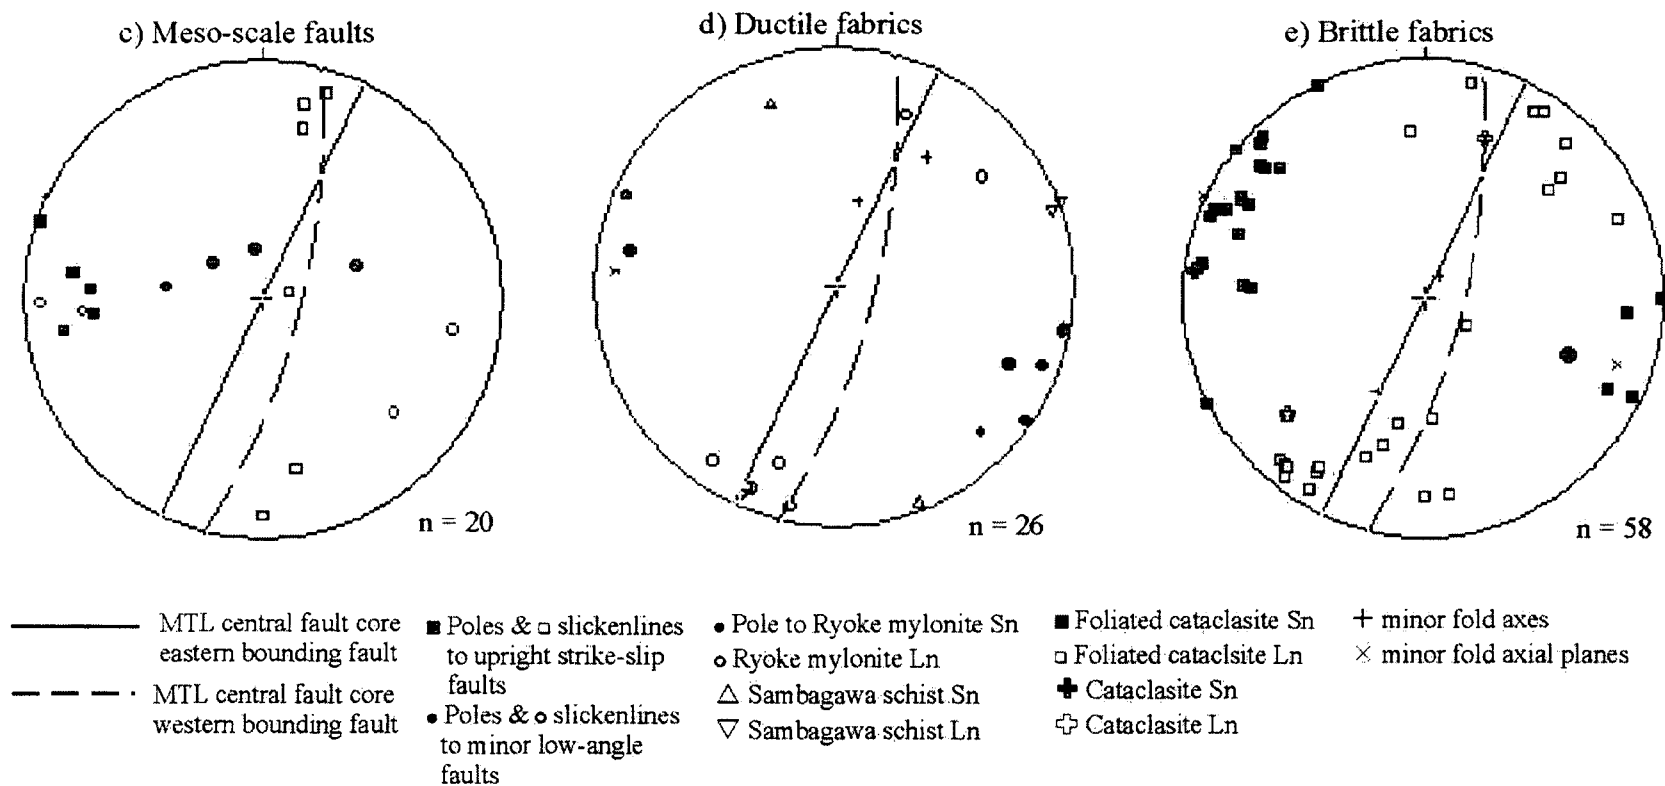 c) Meso-scale faults
d) Ductile fabrics
e) Brittle fabrics
n = 20
n = 26
n = 58
MTL central fault core
eastern bounding fault
MTL central fault core
western bounding fault
Poles & slickenlines
to upright strike-slip
faults
Poles & slickenlines
to minor low-angle
faults
Pole to Ryoke mylonite Sn
Ryoke mylonite Ln
Sambagawa schist Sn
Sambagawa schist Ln
Foliated cataclasite Sn
Foliated cataclsite Ln
Cataclasite Sn
Cataclasite Ln
minor fold axes
minor fold axial planes